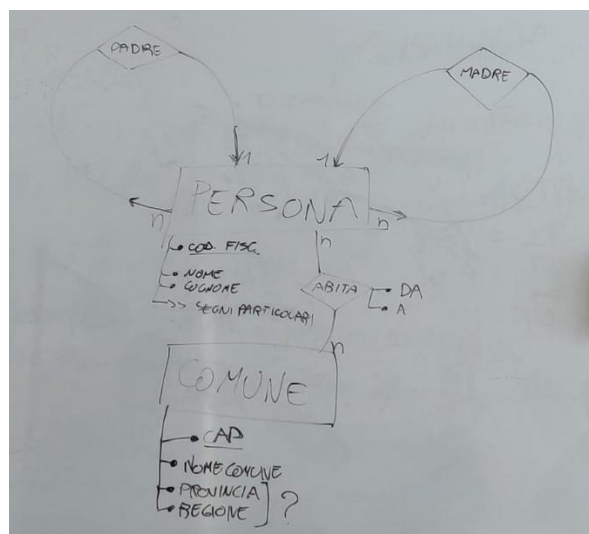 PADRE
MADRE
1 1
PERSONA
n n
COD. FISC.
n
NOME
COGNOME
ABITA
DA
A
SEGNI PARTICOLARI
n
COMUNE
CAP
NOME COMUNE
PROVINCIA
REGIONE
?